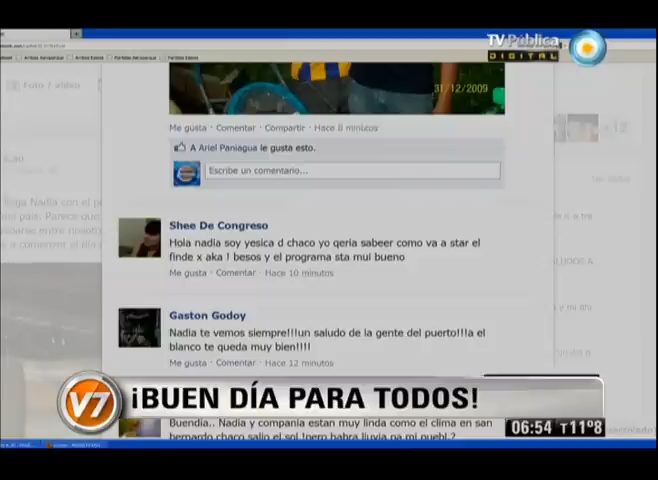 TV Pública
DIGITAL
Foto / video
31/12/2009
Me gusta · Comentar · Compartir · Hace 8 minutos
A Ariel Paniagua le gusta esto.
Escribe un comentario...
+12
Shee De Congreso
Hola nadia soy yesica d chaco yo qeria sabeer como va a star el
finde x aka ! besos y el programa sta mui bueno
Me gusta · Comentar · Hace 10 minutos
Gaston Godoy
Nadia te vemos siempre!!!un saludo de la gente del puerto!!!a el
blanco te queda muy bien!!!!
Me gusta · Comentar · Hace 12 minutos
V7
¡BUEN DÍA PARA TODOS!
Buendia.. Nadia y compania estan muy linda como el clima en san
bernardo chaco salio el sol !pero habra lluvia pa mi puebl.?
06:54 T11°8